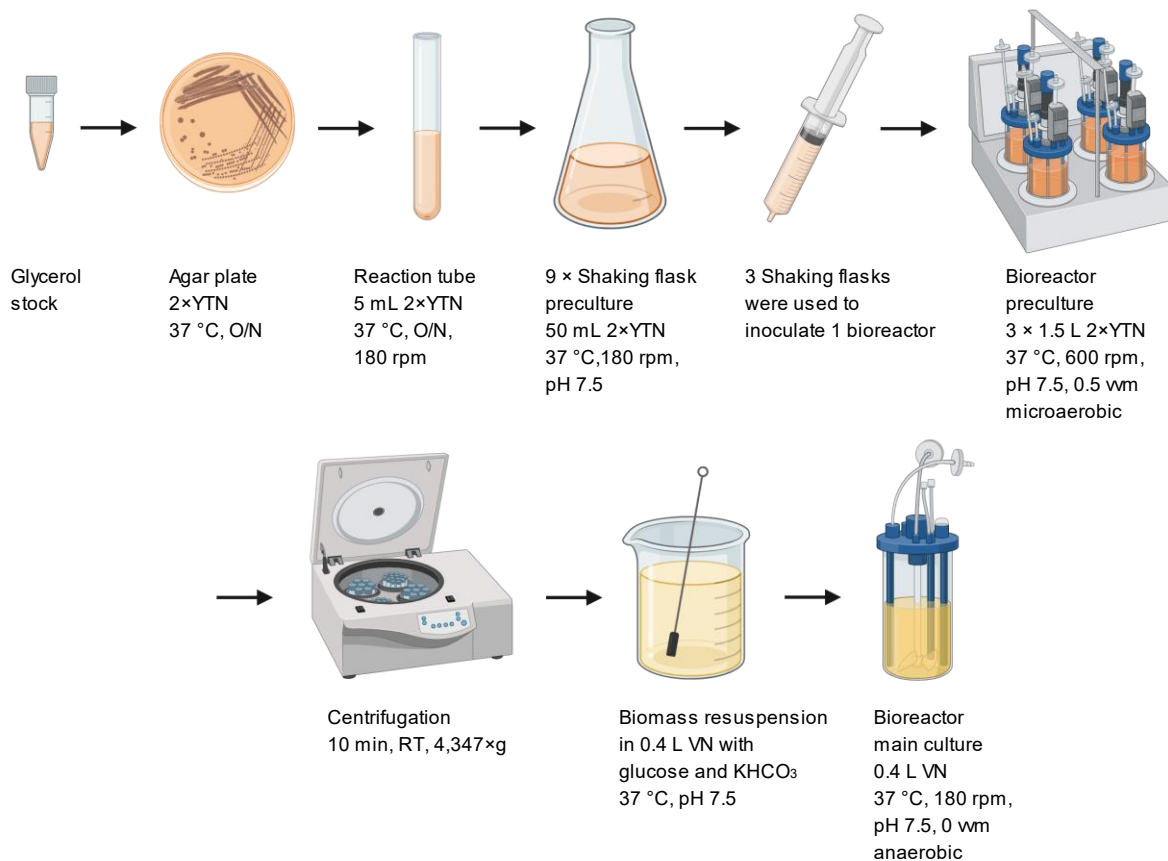 Glycerol
stock
Agar plate
2×YTN
37 °C, O/N
Reaction tube
5 mL 2×YTN
37 °C, O/N,
180 rpm
9 × Shaking flask
preculture
50 mL 2×YTN
37 °C,180 rpm,
pH 7.5
3 Shaking flasks
were used to
inoculate 1 bioreactor
Bioreactor
preculture
3 × 1.5 L 2×YTN
37 °C, 600 rpm,
pH 7.5, 0.5 vvm
microaerobic
Centrifugation
10 min, RT, 4,347×g
Biomass resuspension
in 0.4 L VN with
glucose and KHCO₃
37 °C, pH 7.5
Bioreactor
main culture
0.4 L VN
37 °C, 180 rpm,
pH 7.5, 0 vvm
anaerobic